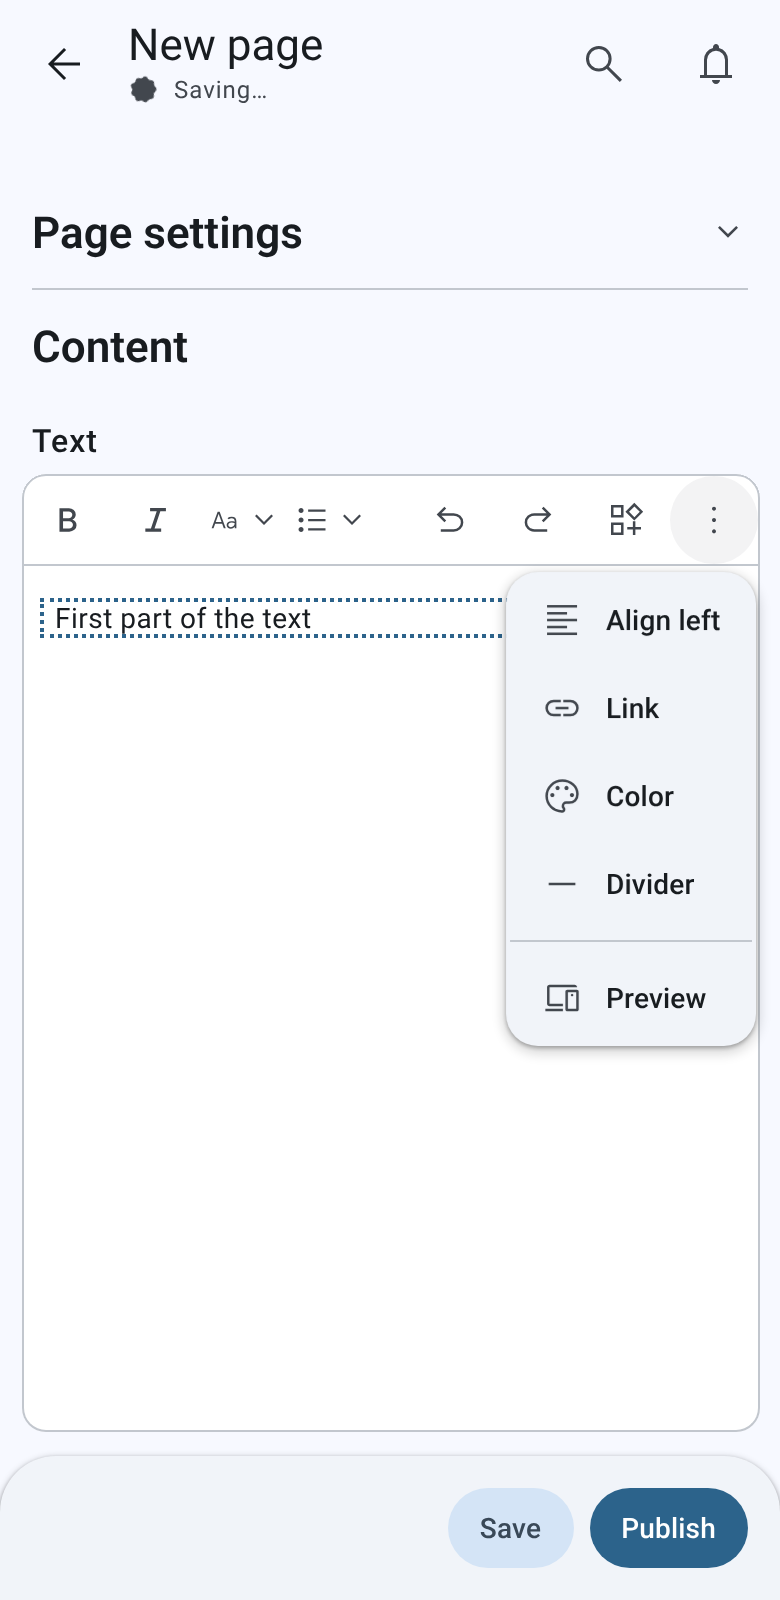 New page
Saving…
Page settings
Content
Text
B I Aa
First part of the text
Align left
Link
Color
Divider
Preview
Save Publish